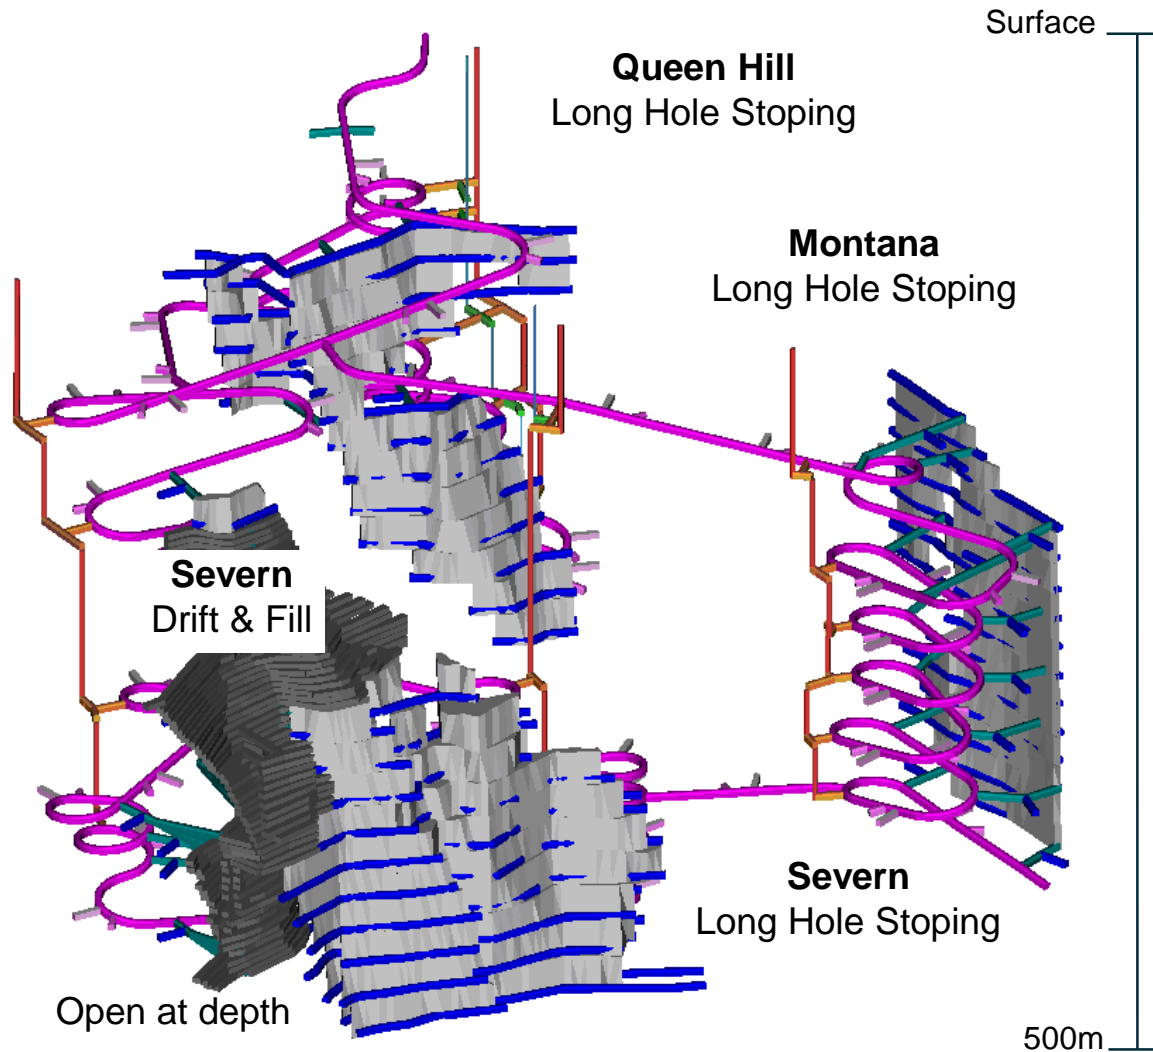 Surface
Queen Hill
Long Hole Stoping
Montana
Long Hole Stoping
Severn
Drift & Fill
Severn
Long Hole Stoping
Open at depth
500m